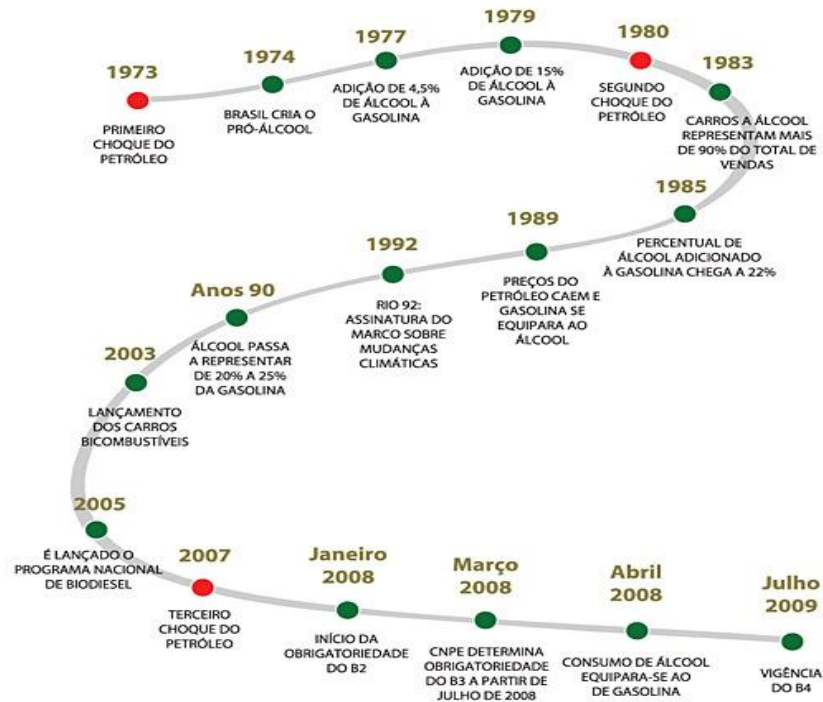 1973
PRIMEIRO
CHOQUE DO
PETRÓLEO
1974
BRASIL CRIA O
PRÓ-ÁLCOOL
1977
ADIÇÃO DE 4,5%
DE ÁLCOOL À
GASOLINA
1979
ADIÇÃO DE 15%
DE ÁLCOOL À
GASOLINA
1980
SEGUNDO
CHOQUE DO
PETRÓLEO
1983
CARROS A ÁLCOOL
REPRESENTAM MAIS
DE 90% DO TOTAL DE
VENDAS
1985
PERCENTUAL DE
ÁLCOOL ADICIONADO
À GASOLINA CHEGA A 22%
1989
PREÇOS DO
PETRÓLEO CAEM E
GASOLINA SE
EQUIPARA AO
ÁLCOOL
1992
RIO 92:
ASSINATURA DO
MARCO SOBRE
MUDANÇAS
CLIMÁTICAS
Anos 90
ÁLCOOL PASSA
A REPRESENTAR
DE 20% A 25%
DA GASOLINA
2003
LANÇAMENTO
DOS CARROS
BICOMBUSTÍVEIS
2005
É LANÇADO O
PROGRAMA NACIONAL
DE BIODIESEL
2007
TERCEIRO
CHOQUE DO
PETRÓLEO
Janeiro
2008
INÍCIO DA
OBRIGATORIEDADE
DO B2
Março
2008
CNPE DETERMINA
OBRIGATORIEDADE
DO B3 A PARTIR DE
JULHO DE 2008
Abril
2008
CONSUMO DE ÁLCOOL
EQUIPARA-SE AO
DE GASOLINA
Julho
2009
VIGÊNCIA
DO B4